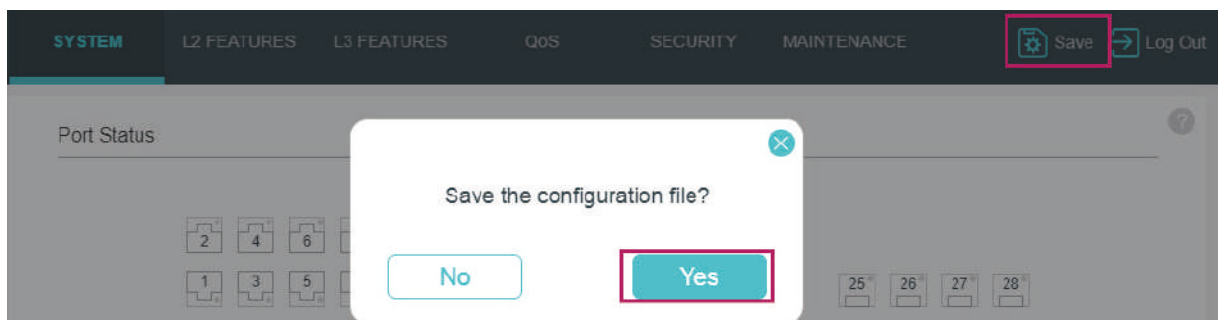 SYSTEM L2 FEATURES L3 FEATURES QoS SECURITY MAINTENANCE Save Log Out
Port Status ?
Save the configuration file?
2 4 6
No Yes
1 3 5 25 26 27 28